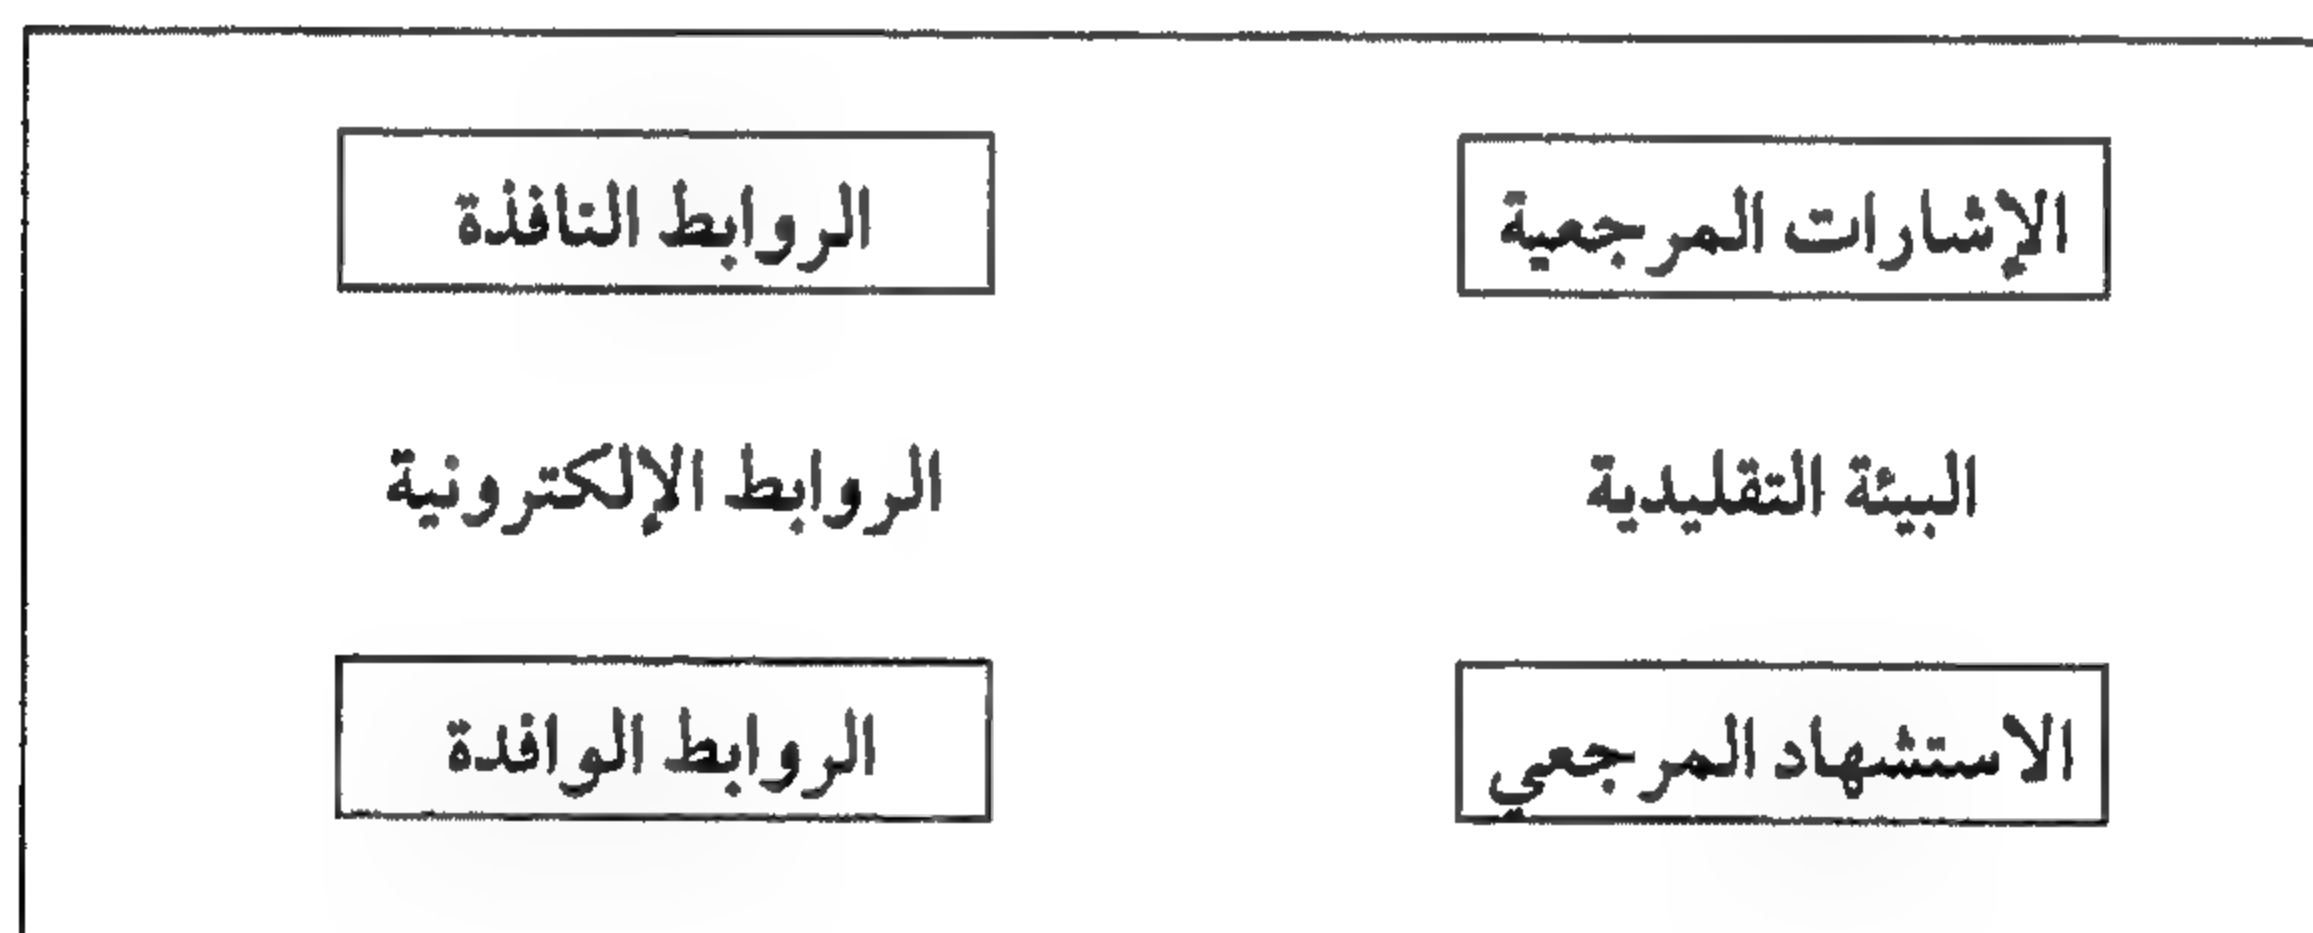 الإشارات المرجعية
الروابط النافذة
البيئة التقليدية
الروابط الإلكترونية
الاستشهاد المرجعي
الروابط الوافدة